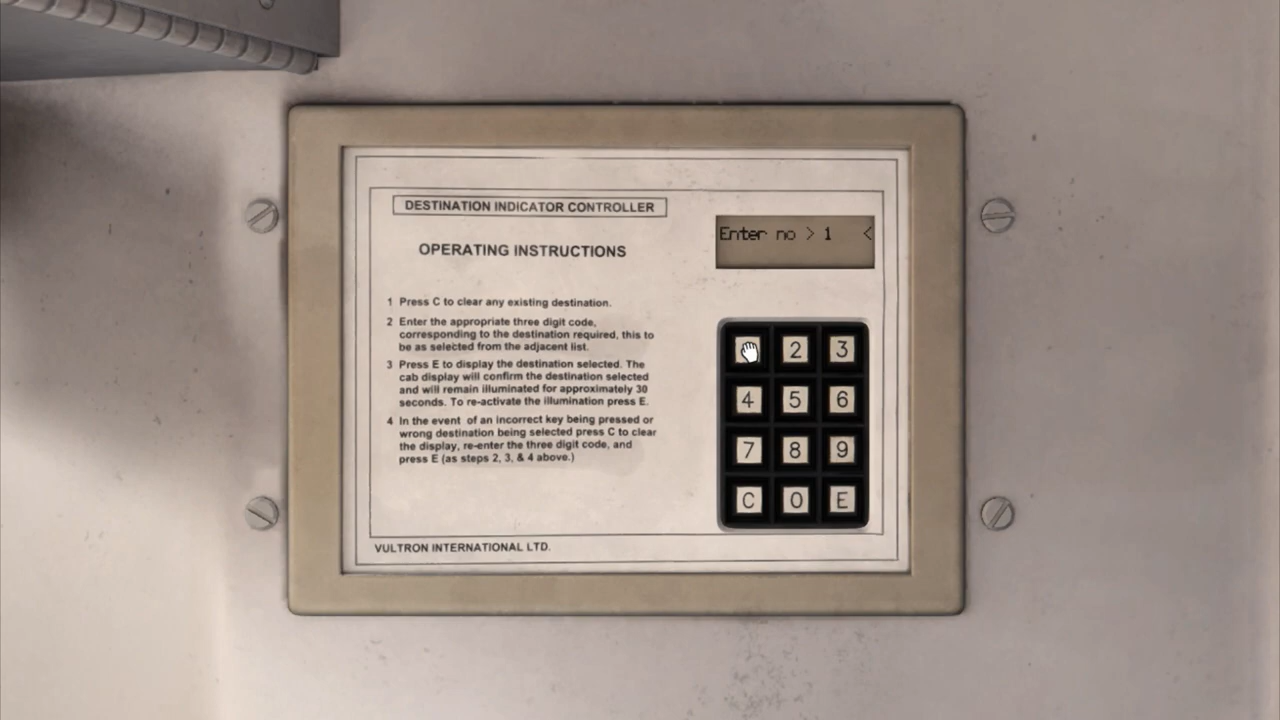 DESTINATION INDICATOR CONTROLLER
OPERATING INSTRUCTIONS
Enter no > 1 <
1 Press C to clear any existing destination.
2 Enter the appropriate three digit code,
corresponding to the destination required, this to
be as selected from the adjacent list.
3 Press E to display the destination selected. The
cab display will confirm the destination selected
and will remain illuminated for approximately 30
seconds. To re-activate the illumination press E.
4 In the event of an incorrect key being pressed or
wrong destination being selected press C to clear
the display, re-enter the three digit code, and
press E (as steps 2, 3, & 4 above.)
2 3
4 5 6
7 8 9
C 0 E
VULTRON INTERNATIONAL LTD.